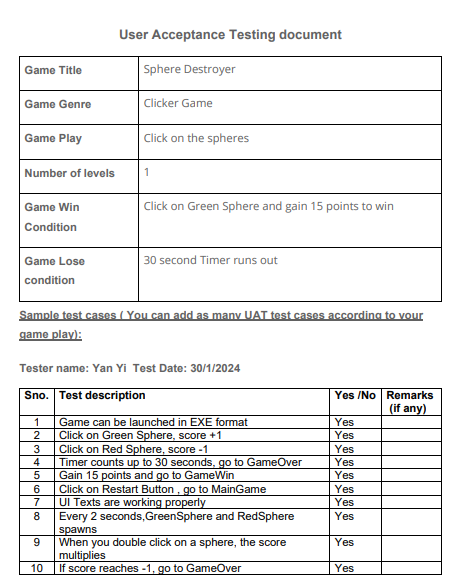 User Acceptance Testing document
Game Title Sphere Destroyer
Game Genre Clicker Game
Game Play Click on the spheres
Number of levels 1
Game Win Click on Green Sphere and gain 15 points to win
Condition
Game Lose 30 second Timer runs out
condition
Sample test cases ( You can add as many UAT test cases according to your
game play):
Tester name: Yan Yi Test Date: 30/1/2024
Sno. Test description Yes /No Remarks
(if any)
1 Game can be launched in EXE format Yes
2 Click on Green Sphere, score +1 Yes
3 Click on Red Sphere, score -1 Yes
4 Timer counts up to 30 seconds, go to GameOver Yes
5 Gain 15 points and go to GameWin Yes
6 Click on Restart Button , go to MainGame Yes
7 UI Texts are working properly Yes
8 Every 2 seconds,GreenSphere and RedSphere Yes
spawns
9 When you double click on a sphere, the score Yes
multiplies
10 If score reaches -1, go to GameOver Yes